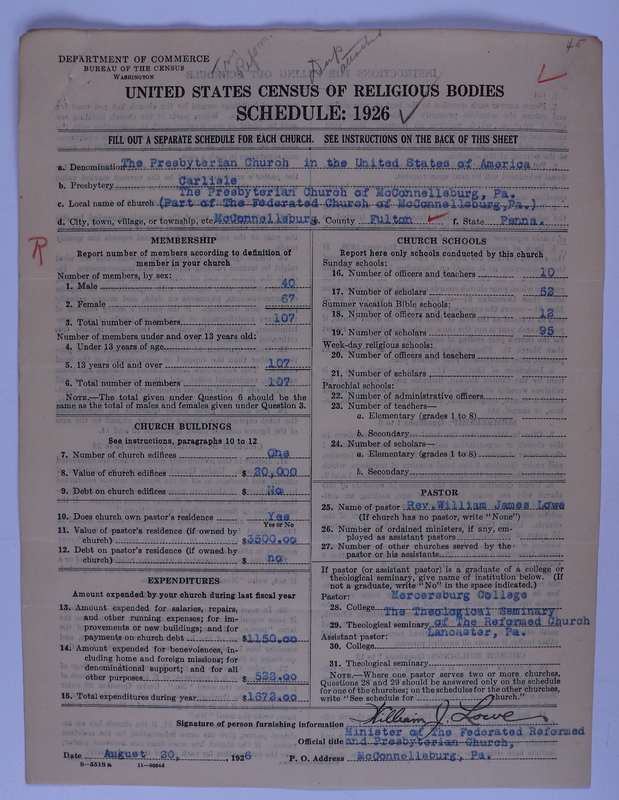 DEPARTMENT OF COMMERCE
BUREAU OF THE CENSUS
WASHINGTON
UNITED STATES CENSUS OF RELIGIOUS BODIES
SCHEDULE: 1926
FILL OUT A SEPARATE SCHEDULE FOR EACH CHURCH. SEE INSTRUCTIONS ON THE BACK OF THIS SHEET
a. Denomination The Presbyterian Church in the United States of America
b. Presbytery Carlisle
The Presbyterian Church of McConnellsburg, Pa.
c. Local name of church (Part of The Federated Church of McConnellsburg, Pa.)
d. City, town, village, or township, etc. McConnellsburg e. County Fulton f. State Penna.
R
MEMBERSHIP
Report number of members according to definition of
member in your church
Number of members, by sex:
1. Male 40
2. Female 67
3. Total number of members 107
Number of members under and over 13 years old:
4. Under 13 years of age
5. 13 years old and over 107
6. Total number of members 107
NOTE.—The total given under Question 6 should be the
same as the total of males and females given under Question 3.
CHURCH BUILDINGS
See instructions, paragraphs 10 to 12
7. Number of church edifices One
8. Value of church edifices $ 20,000
9. Debt on church edifices $ No
10. Does church own pastor's residence Yes
Yes or No
11. Value of pastor's residence (if owned by
church) $3500.00
12. Debt on pastor's residence (if owned by
church) $ no
EXPENDITURES
Amount expended by your church during last fiscal year
13. Amount expended for salaries, repairs,
and other running expenses; for im-
provements or new buildings; and for
payments on church debt $1150.00
14. Amount expended for benevolences, in-
cluding home and foreign missions; for
denominational support; and for all
other purposes $ 522.00
15. Total expenditures during year $1672.00
CHURCH SCHOOLS
Report here only schools conducted by this church
Sunday schools:
16. Number of officers and teachers 10
17. Number of scholars 52
Summer vacation Bible schools:
18. Number of officers and teachers 12
19. Number of scholars 95
Week-day religious schools:
20. Number of officers and teachers
21. Number of scholars
Parochial schools:
22. Number of administrative officers
23. Number of teachers—
a. Elementary (grades 1 to 8)
b. Secondary
24. Number of scholars—
a. Elementary (grades 1 to 8)
b. Secondary
PASTOR
25. Name of pastor Rev. William James Lowe
(If church has no pastor, write "None")
26. Number of ordained ministers, if any, em-
ployed as assistant pastors
27. Number of other churches served by the
pastor or his assistants
If pastor (or assistant pastor) is a graduate of a college or
theological seminary, give name of institution below. (If
not a graduate, write "No" in the space indicated.)
Pastor: Mercersburg College
28. College
The Theological Seminary
29. Theological seminary of The Reformed Church
Assistant pastor: Lancaster, Pa.
30. College
31. Theological seminary
NOTE.—Where one pastor serves two or more churches,
Questions 28 and 29 should be answered only on the schedule
for one of the churches; on the schedules for the other churches,
write "See schedule for church."
Signature of person furnishing information William J. Lowe
Minister of The Federated Reformed
Official title and Presbyterian Church,
Date August 20, 1926 P. O. Address McConnellsburg, Pa.
8-5518a 11-9064d